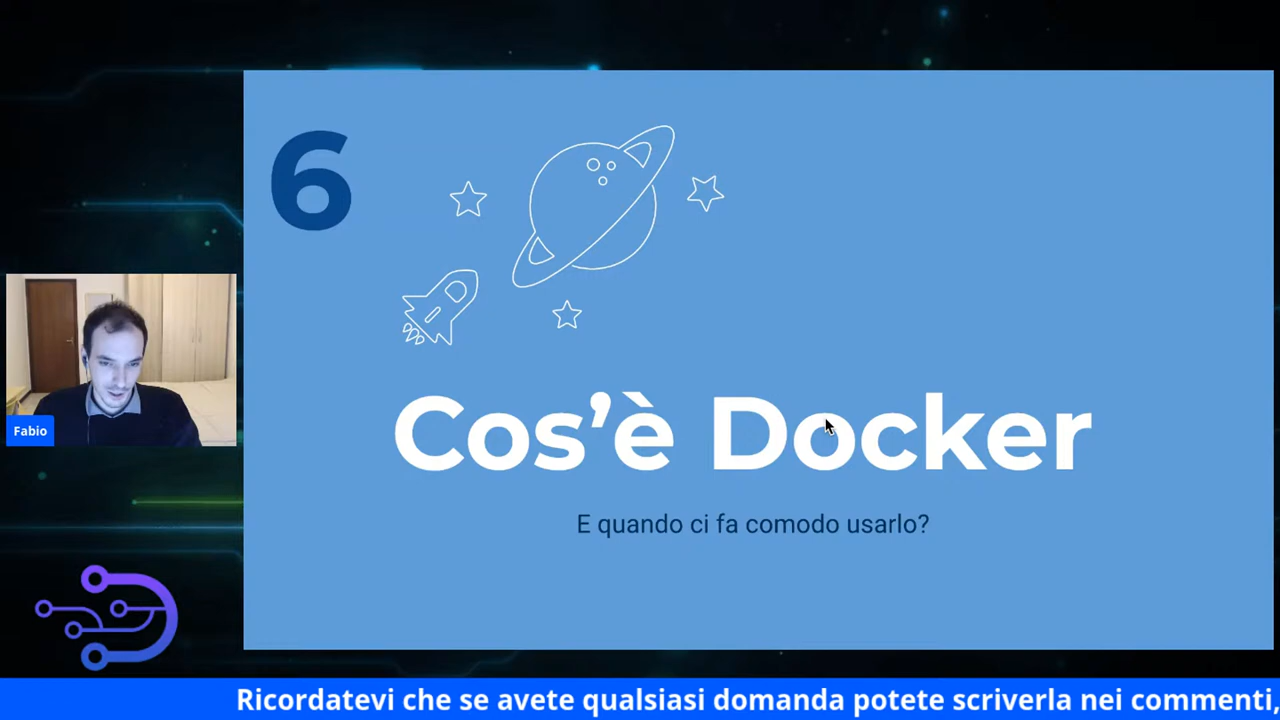 6
Cos’è Docker
E quando ci fa comodo usarlo?
Fabio
Ricordatevi che se avete qualsiasi domanda potete scriverla nei commenti,